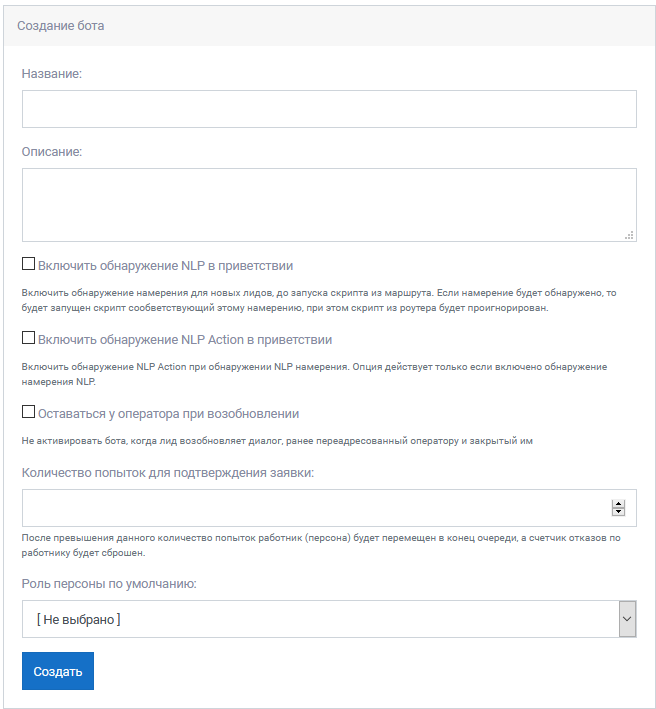 Создание бота
Название:
Описание:
Включить обнаружение NLP в приветствии
Включить обнаружение намерения для новых лидов, до запуска скрипта из маршрута. Если намерение будет обнаружено, то
будет запущен скрипт сообветствующий этому намерению, при этом скрипт из роутера будет проигнорирован.
Включить обнаружение NLP Action в приветствии
Включить обнаружение NLP Action при обнаружении NLP намерения. Опция действует только если включено обнаружение
намерения NLP.
Оставаться у оператора при возобновлении
Не активировать бота, когда лид возобновляет диалог, ранее переадресованный оператору и закрытый им
Количество попыток для подтверждения заявки:
После превышения данного количество попыток работник (персона) будет перемещен в конец очереди, а счетчик отказов по
работнику будет сброшен.
Роль персоны по умолчанию:
[ Не выбрано ]
Создать